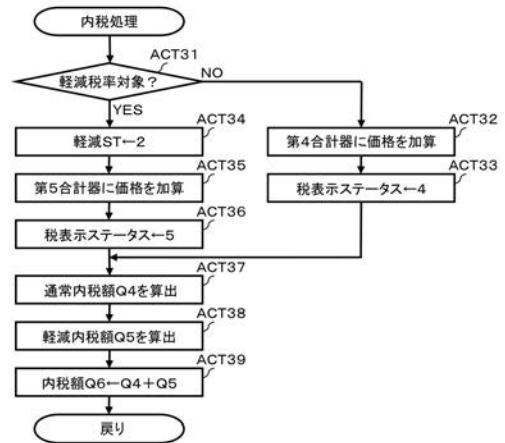 内税処理
ACT31
軽減税率対象？
NO
YES
ACT34
軽減ST←2
ACT32
第4合計器に価格を加算
ACT35
第5合計器に価格を加算
ACT33
税表示ステータス←4
ACT36
税表示ステータス←5
ACT37
通常内税額Q4を算出
ACT38
軽減内税額Q5を算出
ACT39
内税額Q6←Q4＋Q5
戻り